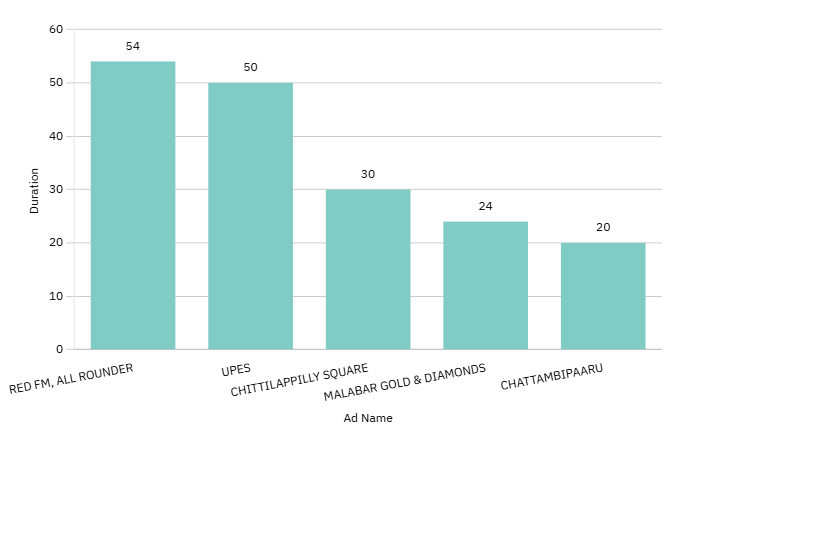 60
54
50
50
40
30
30
24
20
20
10
0
Duration
RED FM, ALL ROUNDER
UPES
CHITTILAPPILLY SQUARE
MALABAR GOLD & DIAMONDS
CHATTAMBIPAARU
Ad Name